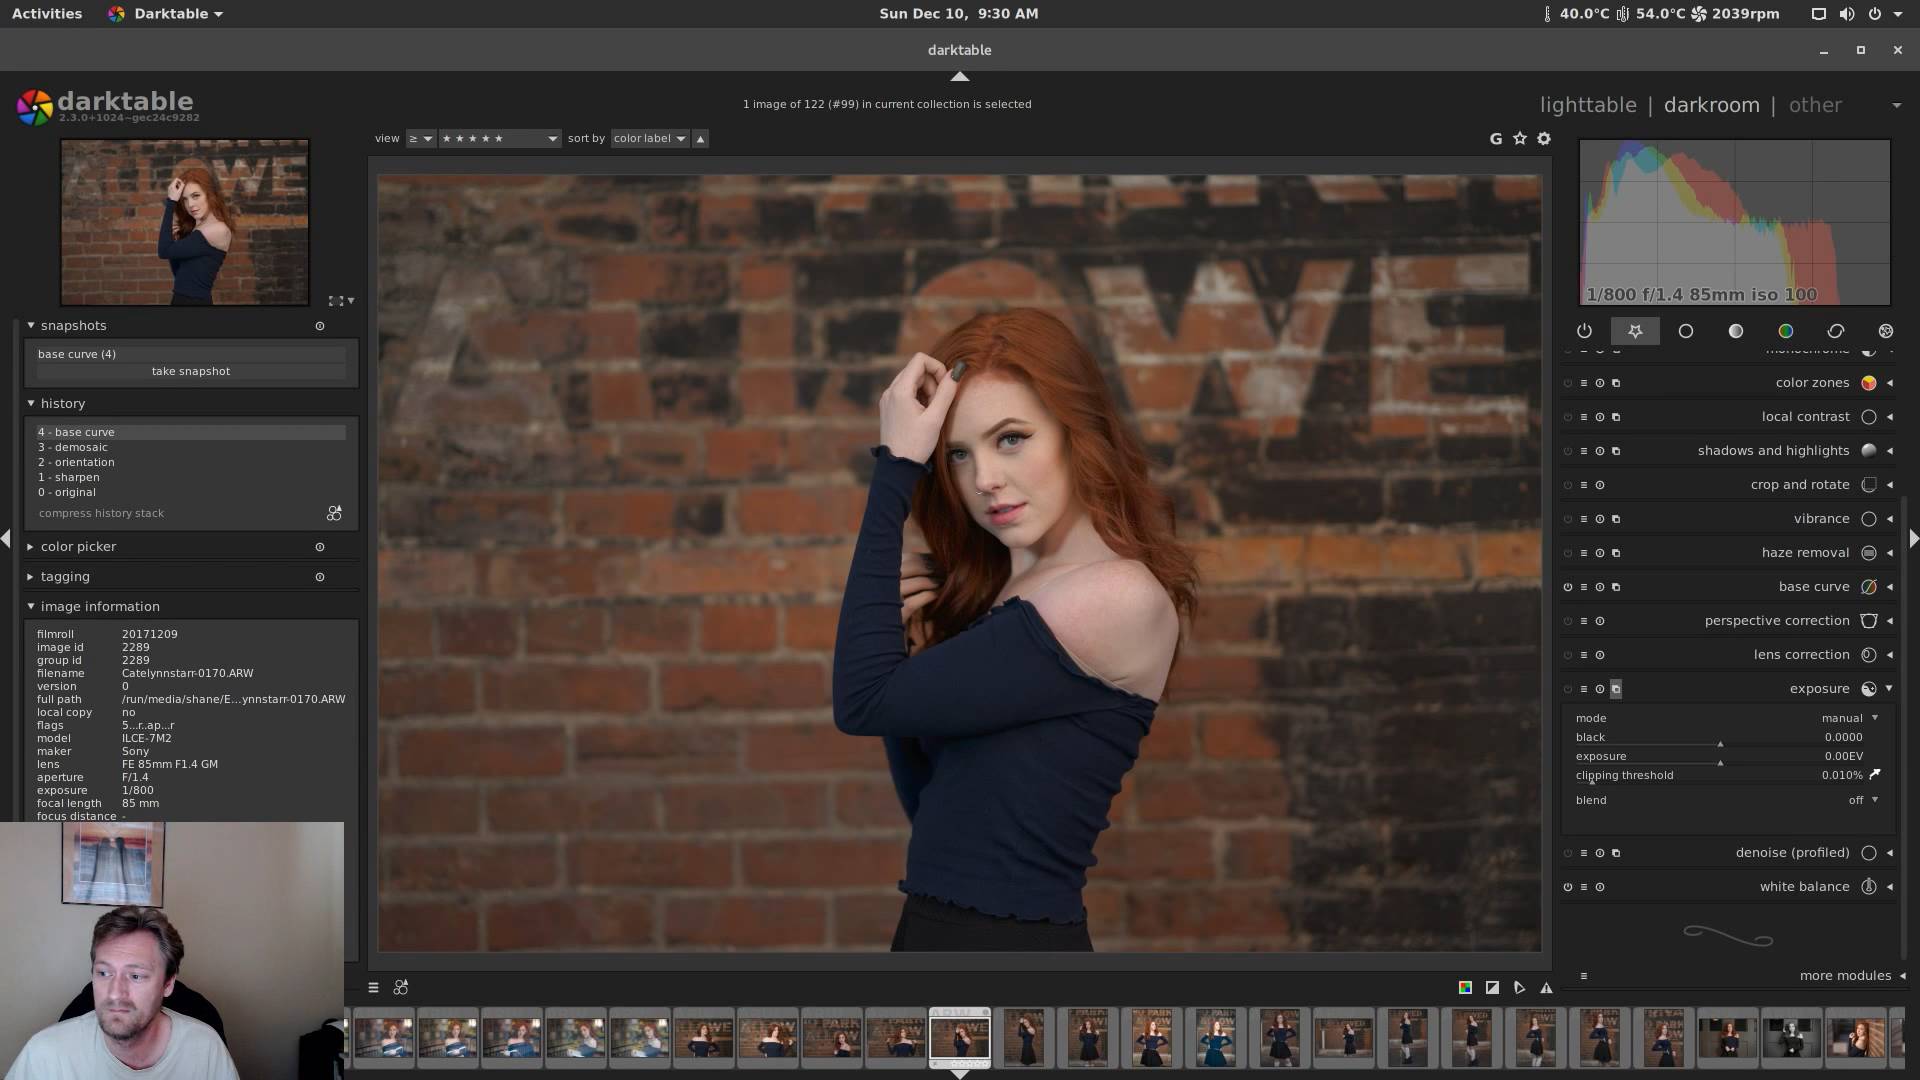 Activities Darktable Sun Dec 10, 9:30 AM 40.0°C 54.0°C 2039rpm
darktable
darktable
2.3.0+1024~gec24c9282
1 image of 122 (#99) in current collection is selected
lighttable | darkroom | other
view ≥ ★ ★ ★ ★ ★ sort by color label G
1/800 f/1.4 85mm iso 100
snapshots
base curve (4)
take snapshot
history
4 - base curve
3 - demosaic
2 - orientation
1 - sharpen
0 - original
compress history stack
color picker
tagging
image information
filmroll 20171209
image id 2289
group id 2289
filename Catelynnstarr-0170.ARW
version 0
full path /run/media/shane/E...ynnstarr-0170.ARW
local copy no
flags 5...r..ap...r
model ILCE-7M2
maker Sony
lens FE 85mm F1.4 GM
aperture F/1.4
exposure 1/800
focal length 85 mm
focus distance -
monochrome
color zones
local contrast
shadows and highlights
crop and rotate
vibrance
haze removal
base curve
perspective correction
lens correction
exposure
mode manual
black 0.0000
exposure 0.00EV
clipping threshold 0.010%
blend off
denoise (profiled)
white balance
more modules